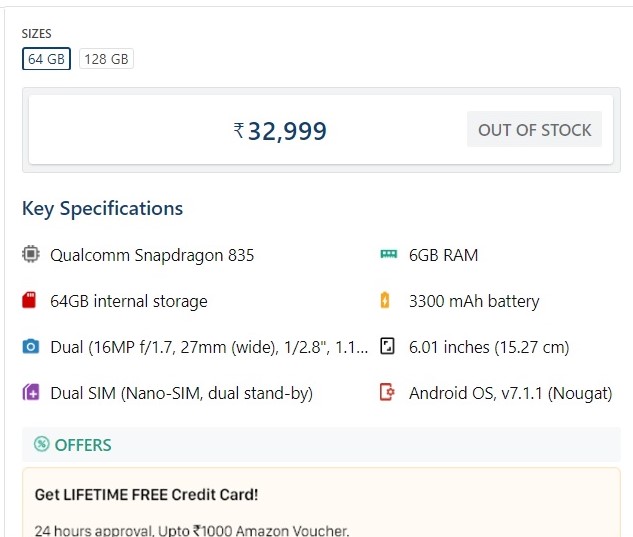 SIZES
64 GB 128 GB
₹32,999 OUT OF STOCK
Key Specifications
Qualcomm Snapdragon 835 6GB RAM
64GB internal storage 3300 mAh battery
Dual (16MP f/1.7, 27mm (wide), 1/2.8", 1.1... 6.01 inches (15.27 cm)
Dual SIM (Nano-SIM, dual stand-by) Android OS, v7.1.1 (Nougat)
OFFERS
Get LIFETIME FREE Credit Card!
24 hours approval. Upto ₹1000 Amazon Voucher.